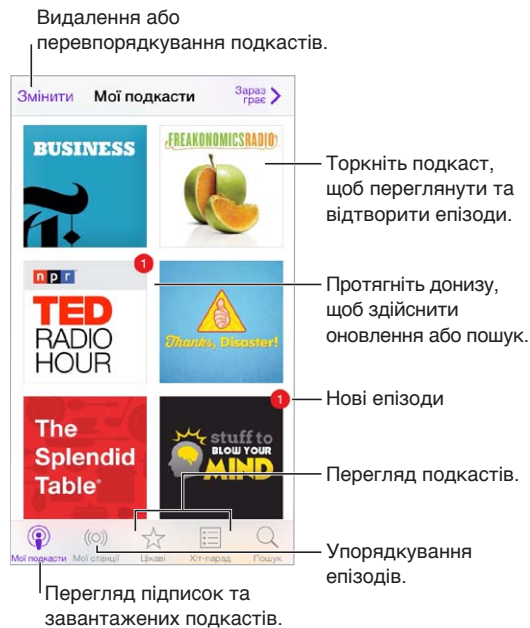 Видалення або
перевпорядкування подкастів.
Змінити
Мої подкасти
Зараз
грає
BUSINESS
FREAKONOMICSRADIO
Торкніть подкаст,
щоб переглянути та
відтворити епізоди.
npr
1
TED
RADIO
HOUR
Thanks, Disaster!
Протягніть донизу,
щоб здійснити
оновлення або пошук.
The
Splendid
Table
1
stuff to
BLOW YOUR
MIND
Нові епізоди
Перегляд подкастів.
Мої подкасти
Мої станції
Цікаві
Хіт-парад
Пошук
Упорядкування
епізодів.
Перегляд підписок та
завантажених подкастів.